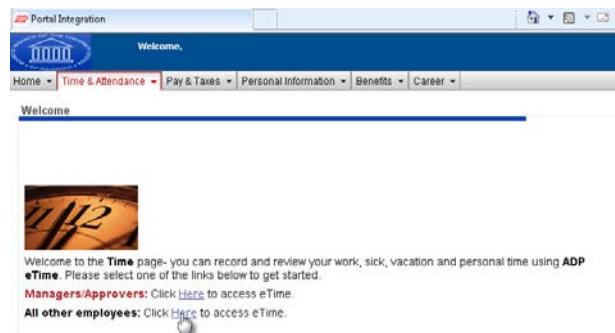 Portal Integration
Welcome,
Home Time & Attendance Pay & Taxes Personal Information Benefits Career
Welcome
11 12
Welcome to the Time page- you can record and review your work, sick, vacation and personal time using ADP
eTime. Please select one of the links below to get started.
Managers/Approvers: Click Here to access eTime.
All other employees: Click Here to access eTime.